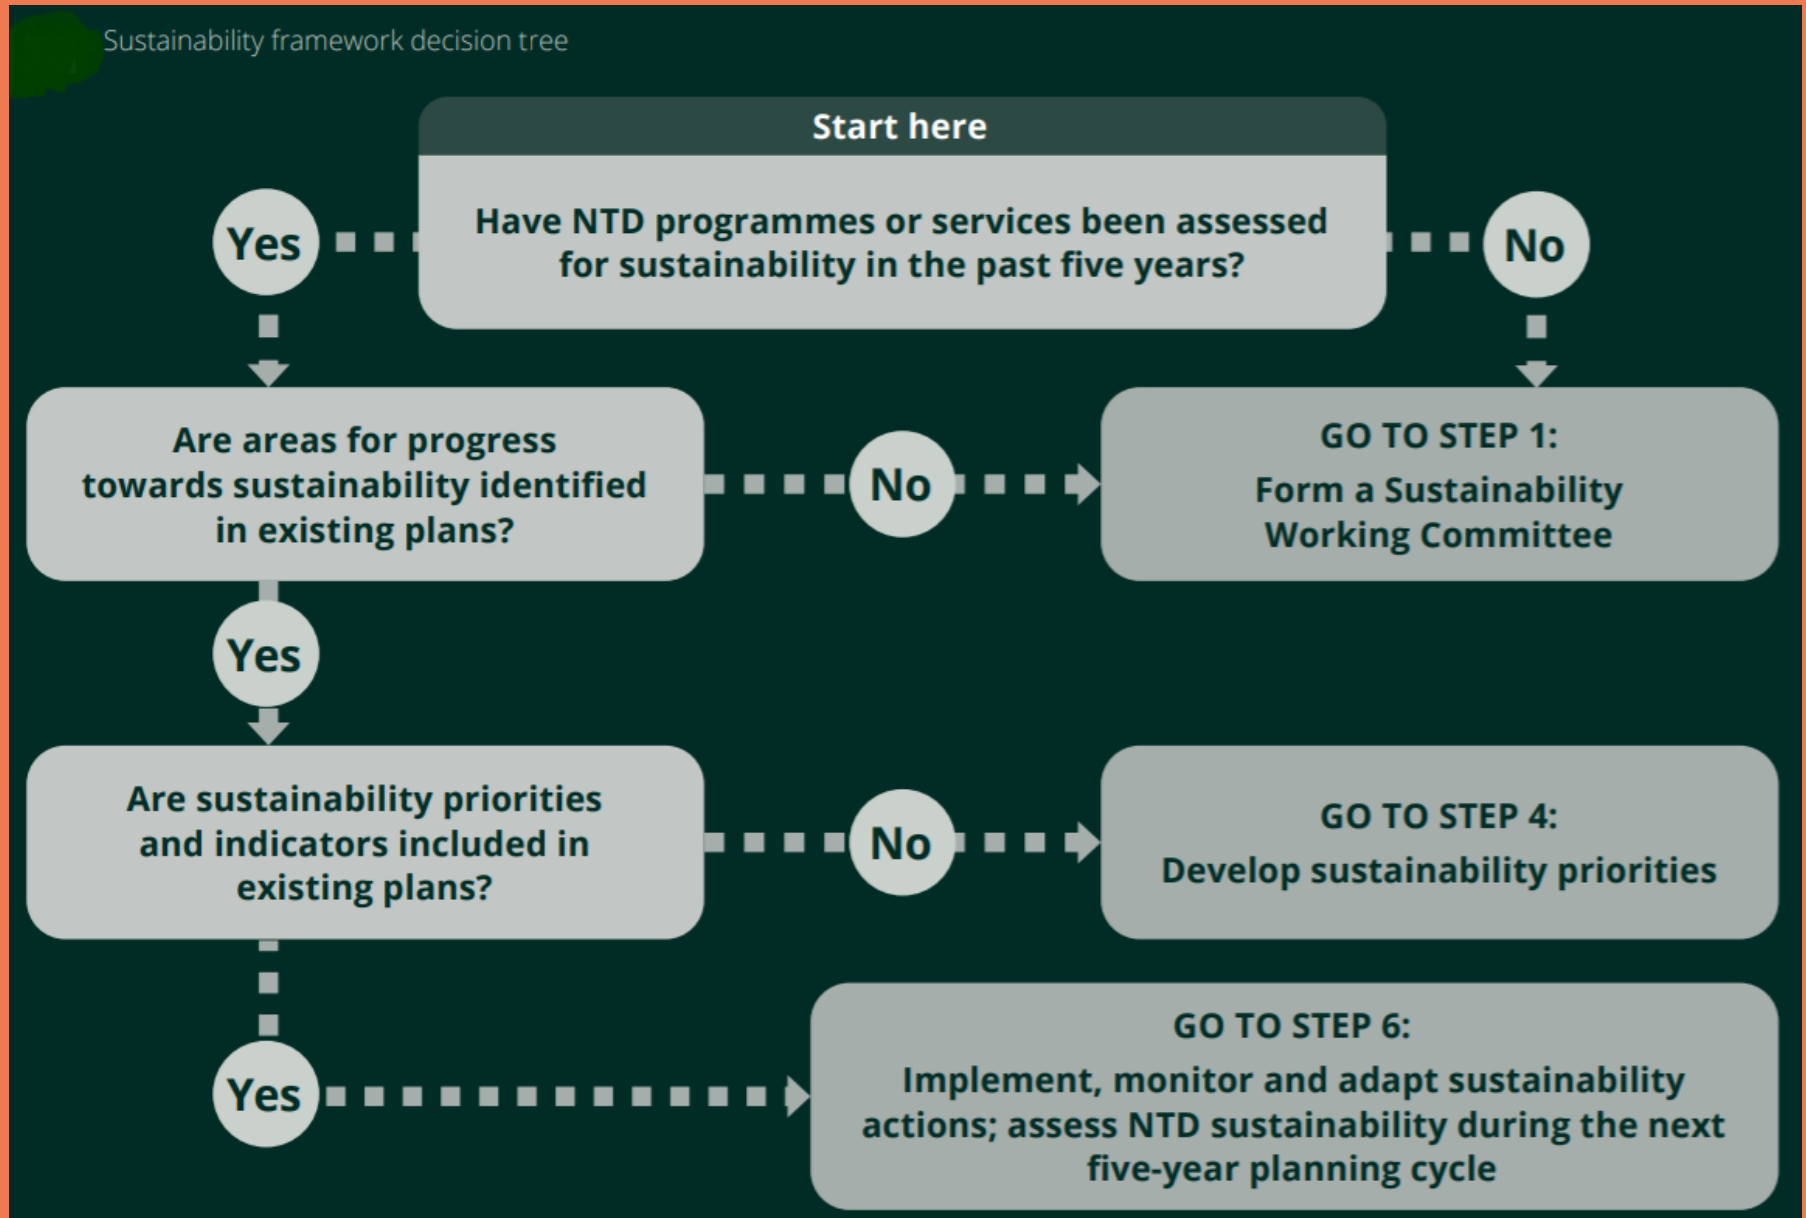 Sustainability framework decision tree
Start here
Have NTD programmes or services been assessed
for sustainability in the past five years?
Yes
No
Are areas for progress
towards sustainability identified
in existing plans?
No
GO TO STEP 1:
Form a Sustainability
Working Committee
Yes
Are sustainability priorities
and indicators included in
existing plans?
No
GO TO STEP 4:
Develop sustainability priorities
Yes
GO TO STEP 6:
Implement, monitor and adapt sustainability
actions; assess NTD sustainability during the next
five-year planning cycle